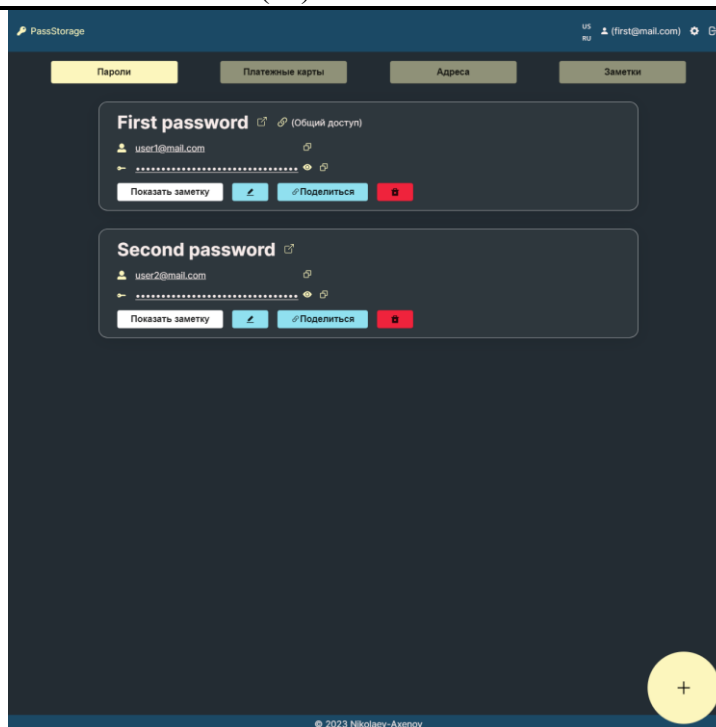 PassStorage US (first@mail.com)
RU
Пароли Платежные карты Адреса Заметки
First password (Общий доступ)
user1@mail.com
••••••••••••••••••••••••••••••••
Показать заметку Поделиться
Second password
user2@mail.com
••••••••••••••••••••••••••••••••
Показать заметку Поделиться
+
© 2023 Nikolaev-Axenov